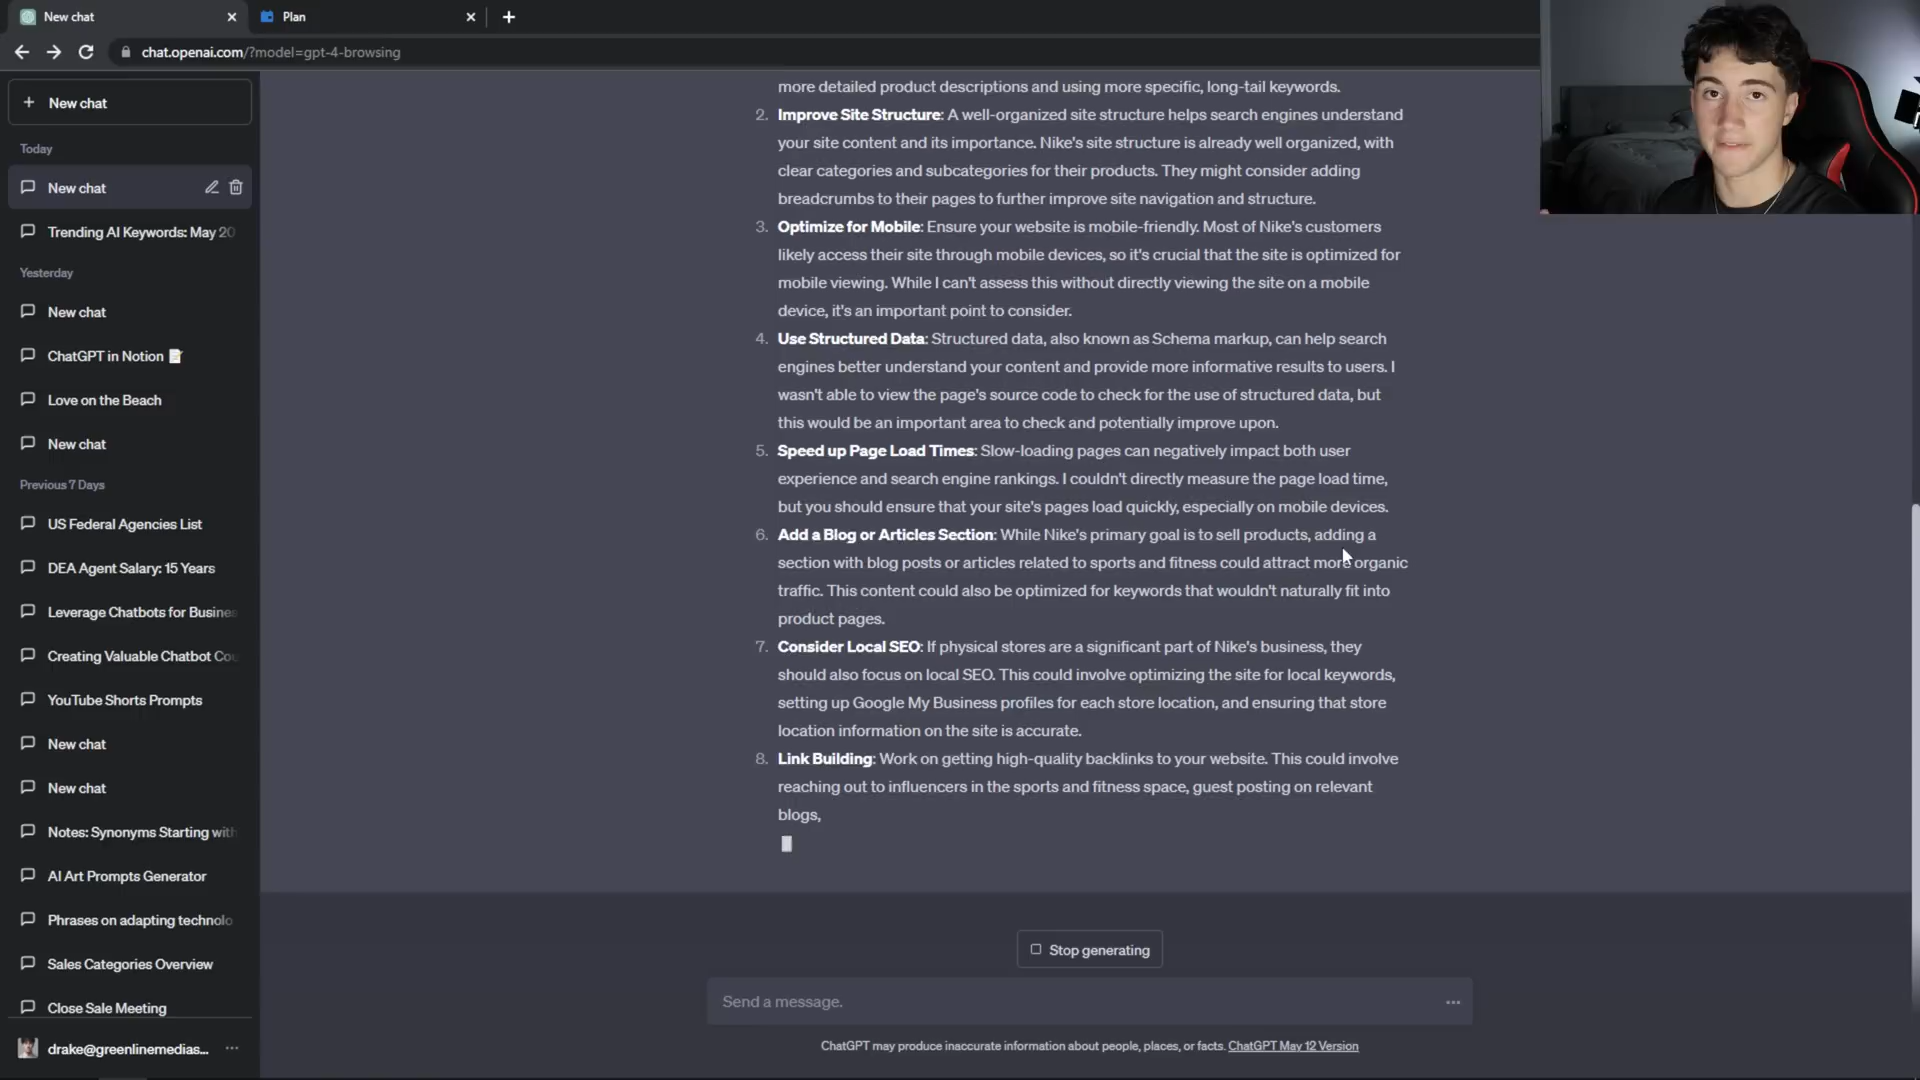 New chat
Plan
chat.openai.com/?model=gpt-4-browsing
New chat
Today
New chat
Trending AI Keywords: May 20
Yesterday
New chat
ChatGPT in Notion
Love on the Beach
New chat
Previous 7 Days
US Federal Agencies List
DEA Agent Salary: 15 Years
Leverage Chatbots for Busine
Creating Valuable Chatbot Co
YouTube Shorts Prompts
New chat
New chat
Notes: Synonyms Starting with
AI Art Prompts Generator
Phrases on adapting technolo
Sales Categories Overview
Close Sale Meeting
drake@greenlinemedias...
more detailed product descriptions and using more specific, long-tail keywords.
2. Improve Site Structure: A well-organized site structure helps search engines understand
your site content and its importance. Nike's site structure is already well organized, with
clear categories and subcategories for their products. They might consider adding
breadcrumbs to their pages to further improve site navigation and structure.
3. Optimize for Mobile: Ensure your website is mobile-friendly. Most of Nike's customers
likely access their site through mobile devices, so it's crucial that the site is optimized for
mobile viewing. While I can't assess this without directly viewing the site on a mobile
device, it's an important point to consider.
4. Use Structured Data: Structured data, also known as Schema markup, can help search
engines better understand your content and provide more informative results to users. I
wasn't able to view the page's source code to check for the use of structured data, but
this would be an important area to check and potentially improve upon.
5. Speed up Page Load Times: Slow-loading pages can negatively impact both user
experience and search engine rankings. I couldn't directly measure the page load time,
but you should ensure that your site's pages load quickly, especially on mobile devices.
6. Add a Blog or Articles Section: While Nike's primary goal is to sell products, adding a
section with blog posts or articles related to sports and fitness could attract more organic
traffic. This content could also be optimized for keywords that wouldn't naturally fit into
product pages.
7. Consider Local SEO: If physical stores are a significant part of Nike's business, they
should also focus on local SEO. This could involve optimizing the site for local keywords,
setting up Google My Business profiles for each store location, and ensuring that store
location information on the site is accurate.
8. Link Building: Work on getting high-quality backlinks to your website. This could involve
reaching out to influencers in the sports and fitness space, guest posting on relevant
blogs,
Stop generating
Send a message.
ChatGPT may produce inaccurate information about people, places, or facts. ChatGPT May 12 Version